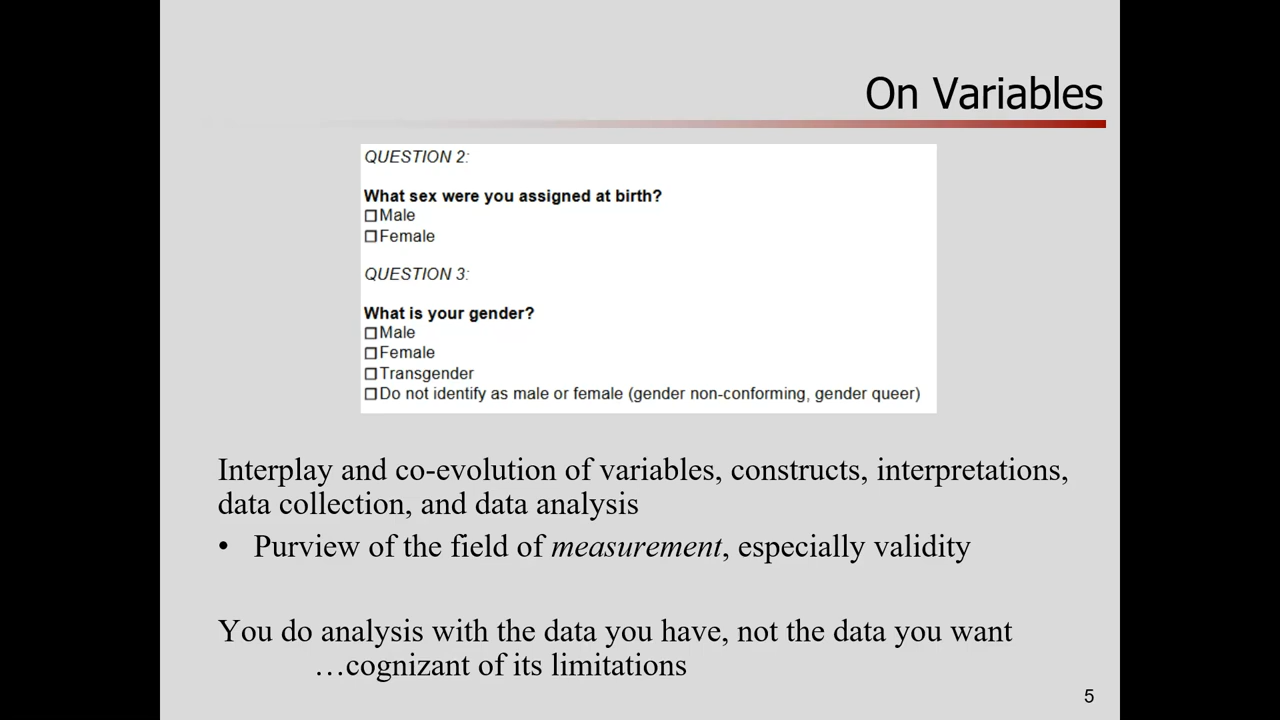 On Variables
QUESTION 2:
What sex were you assigned at birth?
☐ Male
☐ Female
QUESTION 3:
What is your gender?
☐ Male
☐ Female
☐ Transgender
☐ Do not identify as male or female (gender non-conforming, gender queer)
Interplay and co-evolution of variables, constructs, interpretations,
data collection, and data analysis
• Purview of the field of measurement, especially validity
You do analysis with the data you have, not the data you want
…cognizant of its limitations
5